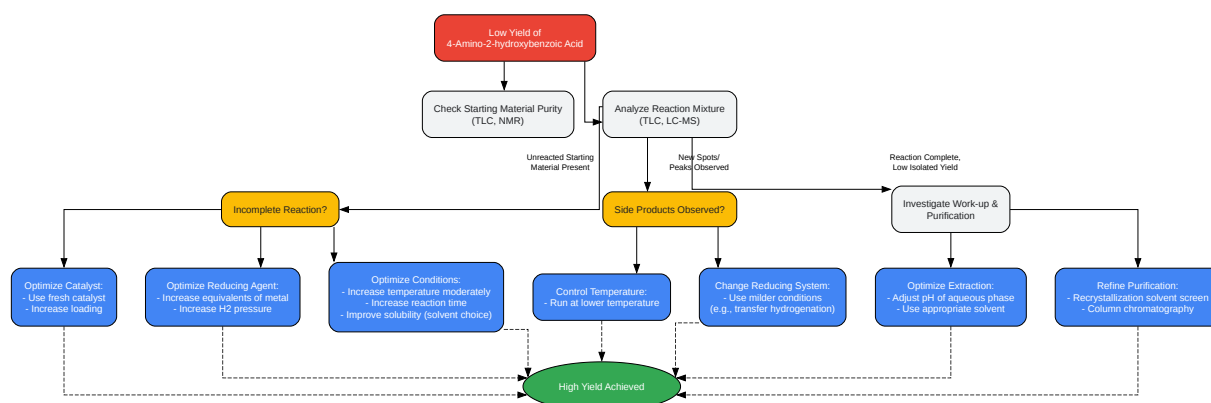 Low Yield of
4-Amino-2-hydroxybenzoic Acid
Check Starting Material Purity
(TLC, NMR)
Analyze Reaction Mixture
(TLC, LC-MS)
Unreacted Starting
Material Present
New Spots/
Peaks Observed
Reaction Complete,
Low Isolated Yield
Incomplete Reaction?
Side Products Observed?
Investigate Work-up &
Purification
Optimize Catalyst:
- Use fresh catalyst
- Increase loading
Optimize Reducing Agent:
- Increase equivalents of metal
- Increase H2 pressure
Optimize Conditions:
- Increase temperature moderately
- Increase reaction time
- Improve solubility (solvent choice)
Control Temperature:
- Run at lower temperature
Change Reducing System:
- Use milder conditions
(e.g., transfer hydrogenation)
Optimize Extraction:
- Adjust pH of aqueous phase
- Use appropriate solvent
Refine Purification:
- Recrystallization solvent screen
- Column chromatography
High Yield Achieved